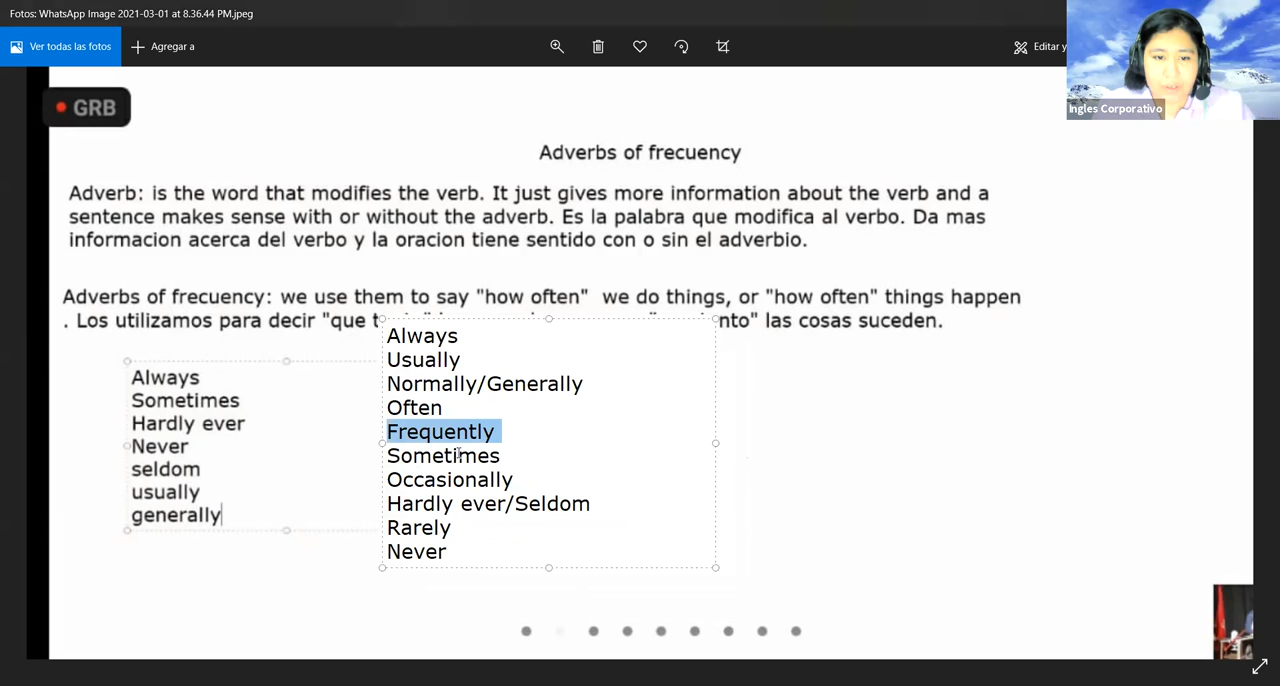 Fotos: WhatsApp Image 2021-03-01 at 8.36.44 PM.jpeg
Ver todas las fotos
Agregar a
Editar y
Ingles Corporativo
GRB
Adverbs of frecuency
Adverb: is the word that modifies the verb. It just gives more information about the verb and a
sentence makes sense with or without the adverb. Es la palabra que modifica al verbo. Da mas
informacion acerca del verbo y la oracion tiene sentido con o sin el adverbio.
Adverbs of frecuency: we use them to say "how often" we do things, or "how often" things happen
. Los utilizamos para decir "que las cosas suceden.
Always
Sometimes
Hardly ever
Never
seldom
usually
generally
Always
Usually
Normally/Generally
Often
Frequently
Sometimes
Occasionally
Hardly ever/Seldom
Rarely
Never